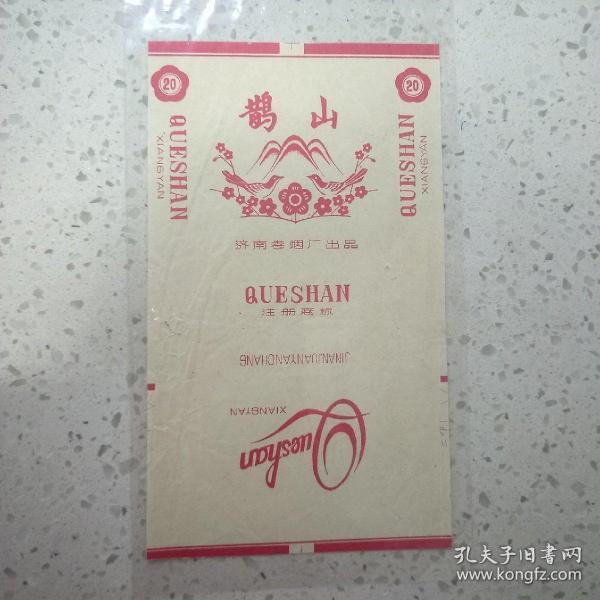 20
QUESHAN
XIANGYAN
鹊山
20
QUESHAN
XIANGYAN
济南卷烟厂出品
QUESHAN
注册商标
JINANJUANYANCHANG
XIANGYAN
Queshan
孔夫子旧書网
www.kongfz.com